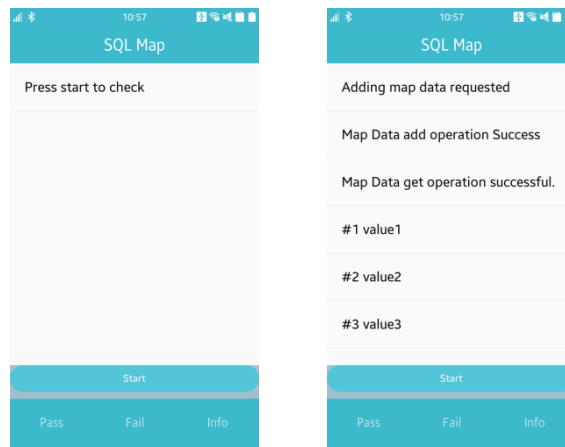 10:57
SQL Map
Press start to check
Start
Pass Fail Info
10:57
SQL Map
Adding map data requested
Map Data add operation Success
Map Data get operation successful.
#1 value1
#2 value2
#3 value3
Start
Pass Fail Info